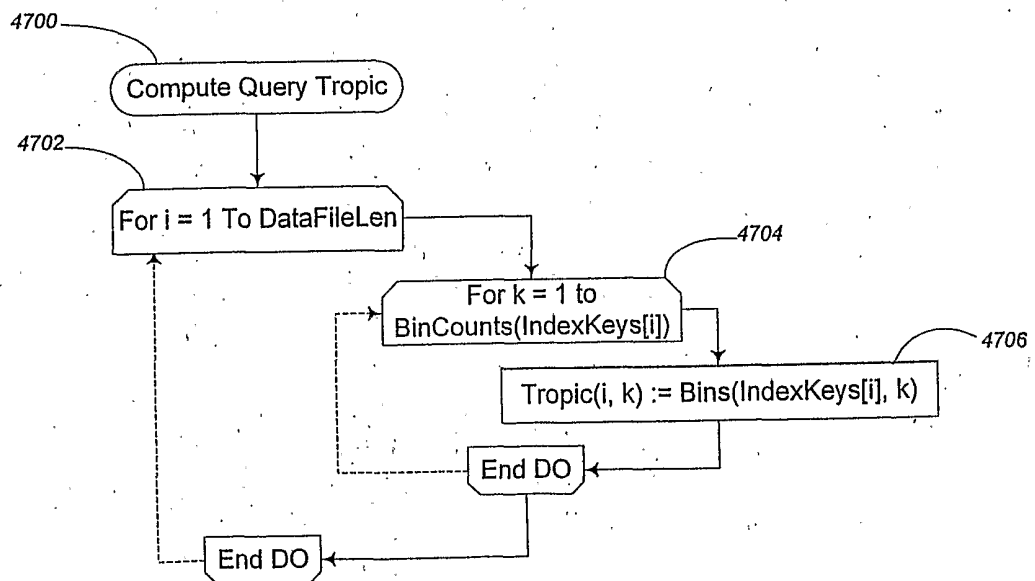 4700
Compute Query Tropic
4702
For i = 1 To DataFileLen
4704
For k = 1 to
BinCounts(IndexKeys[i])
4706
Tropic(i, k) := Bins(IndexKeys[i], k)
End DO
End DO